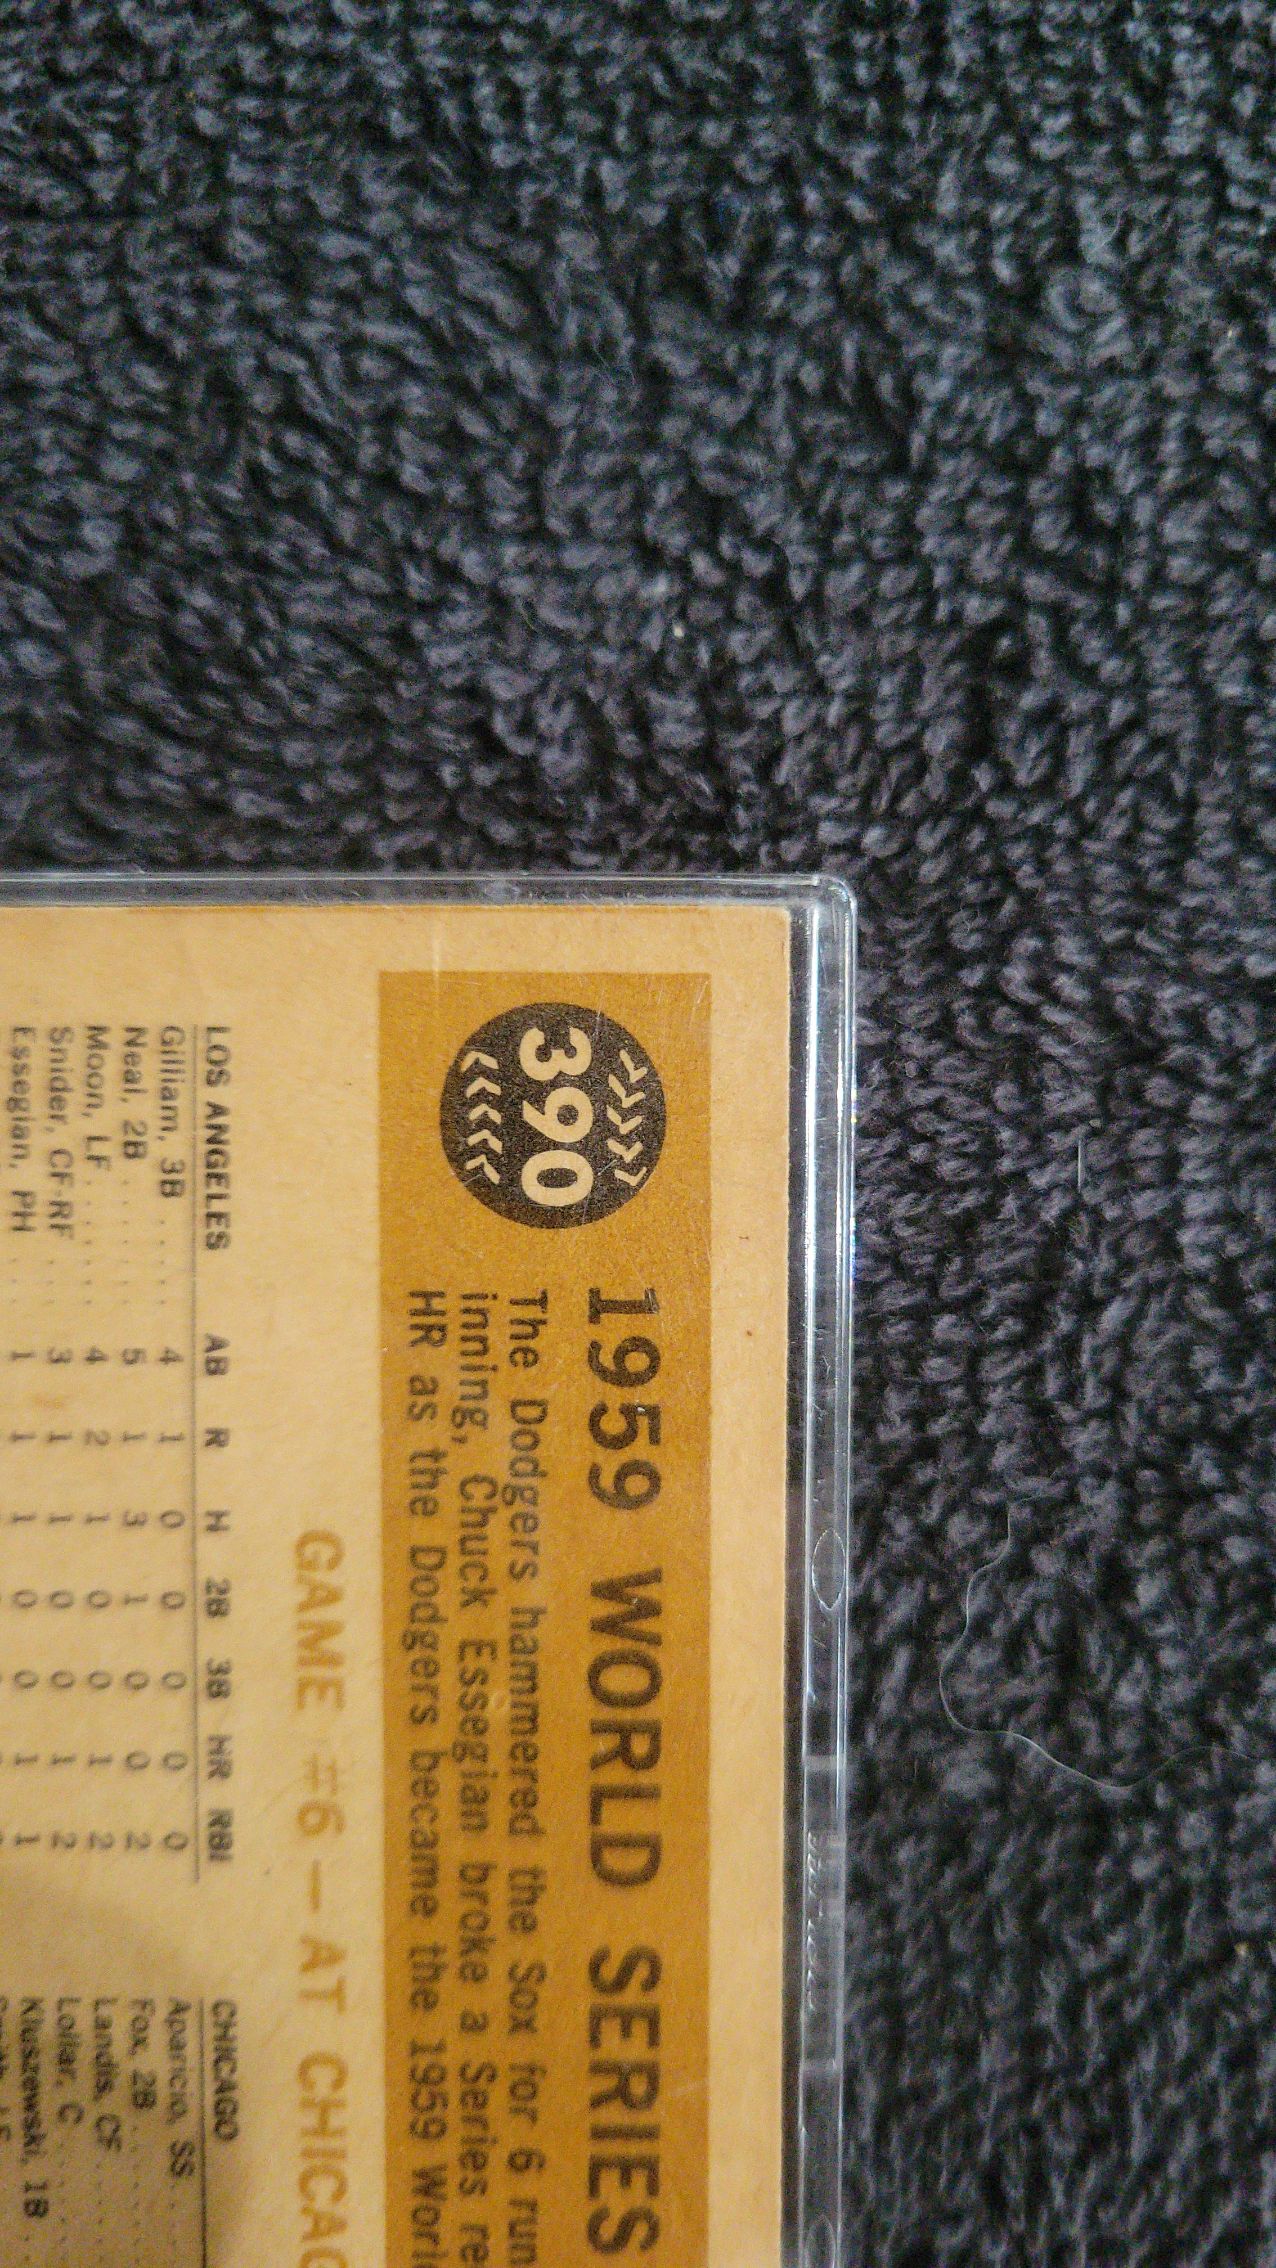 390
1959 WORLD SERIES
The Dodgers hammered the Sox for 6 run
inning, Chuck Essegian broke a Series re
HR as the Dodgers became the 1959 Worl
GAME #6 — AT CHICAG
LOS ANGELES AB R H 2B 3B HR RBI
Gilliam, 3B . . . . . 4 1 0 0 0 0 0
Neal, 2B . . . . . . 5 1 3 1 0 0 2
Moon, LF . . . . . . 4 2 1 0 0 1 2
Snider, CF-RF . . . 3 1 1 0 0 1 2
Essegian, PH . . . 1 1 1 0 0 1 1
CHICAGO
Aparicio, SS . . . .
Fox, 2B . . . . . .
Landis, CF . . . .
Lollar, C . . . . .
Kluszewski, 1B . .